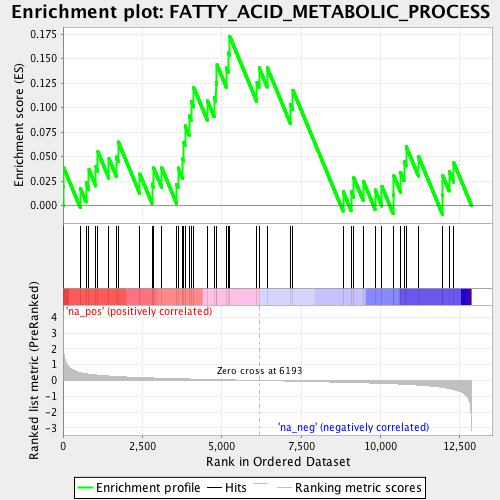 Enrichment plot: FATTY_ACID_METABOLIC_PROCESS
Enrichment score (ES)
0.175
0.150
0.125
0.100
0.075
0.050
0.025
0.000
'na_pos' (positively correlated)
Ranked list metric (PreRanked)
4
3
2
1
0
-1
-2
-3
Zero cross at 6193
'na_neg' (negatively correlated)
0
2,500
5,000
7,500
10,000
12,500
Rank in Ordered Dataset
Enrichment profile
Hits
Ranking metric scores